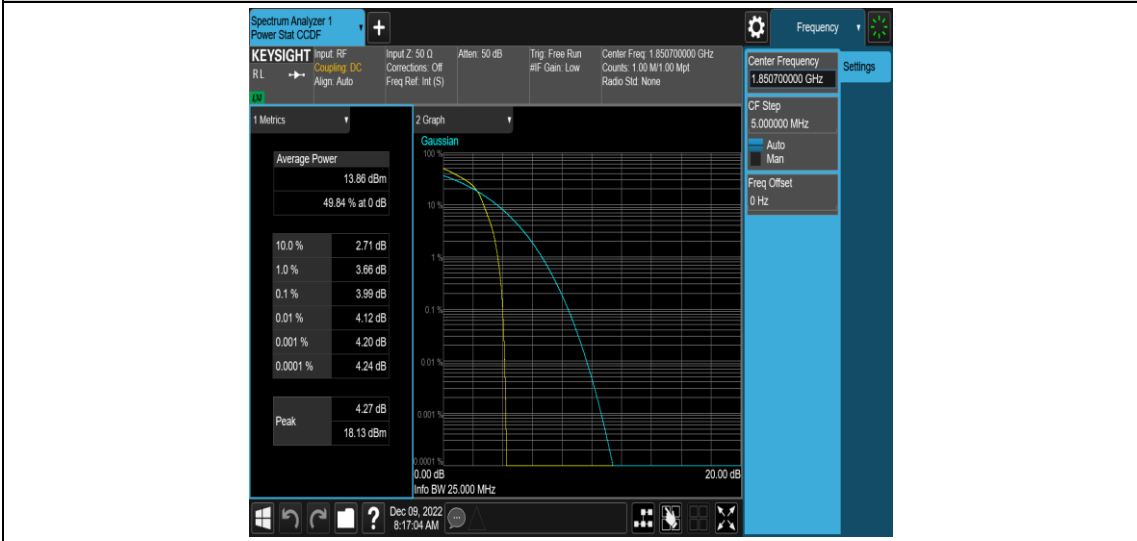 Spectrum Analyzer 1
Power Stat CCDF
Frequency
KEYSIGHT
RL
Input: RF
Coupling: DC
Align: Auto
Input Z: 50 Ω
Corrections: Off
Freq Ref: Int (S)
Atten: 50 dB
Trig: Free Run
#IF Gain: Low
Center Freq: 1.850700000 GHz
Counts: 1.00 M/1.00 Mpt
Radio Std: None
Center Frequency
1.850700000 GHz
Settings
CF Step
5.000000 MHz
Auto
Man
Freq Offset
0 Hz
1 Metrics
Average Power
13.86 dBm
49.84 % at 0 dB
10.0 % 2.71 dB
1.0 % 3.66 dB
0.1 % 3.99 dB
0.01 % 4.12 dB
0.001 % 4.20 dB
0.0001 % 4.24 dB
Peak
4.27 dB
18.13 dBm
2 Graph
Gaussian
100 %
10 %
1 %
0.1 %
0.01 %
0.001 %
0.0001 %
0.00 dB 20.00 dB
Info BW 25.000 MHz
?
Dec 09, 2022
8:17:04 AM